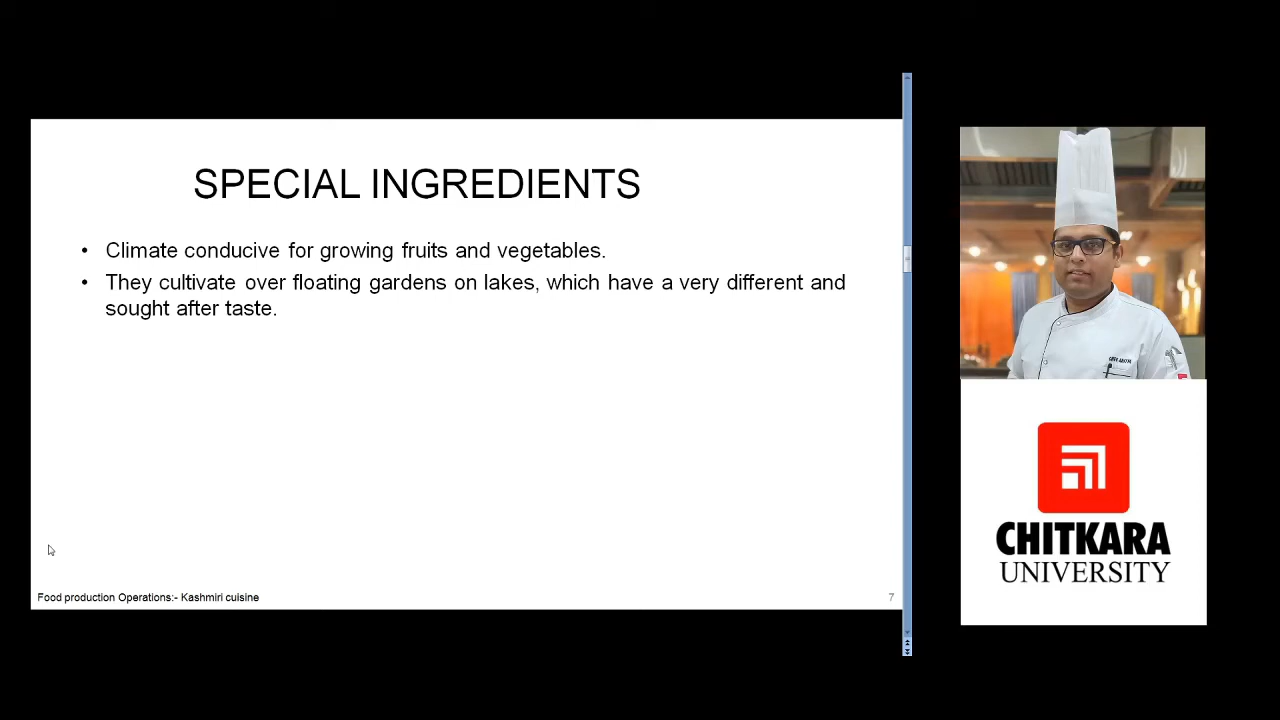 SPECIAL INGREDIENTS
• Climate conducive for growing fruits and vegetables.
• They cultivate over floating gardens on lakes, which have a very different and
sought after taste.
Food production Operations:- Kashmiri cuisine
7
CHITKARA
UNIVERSITY